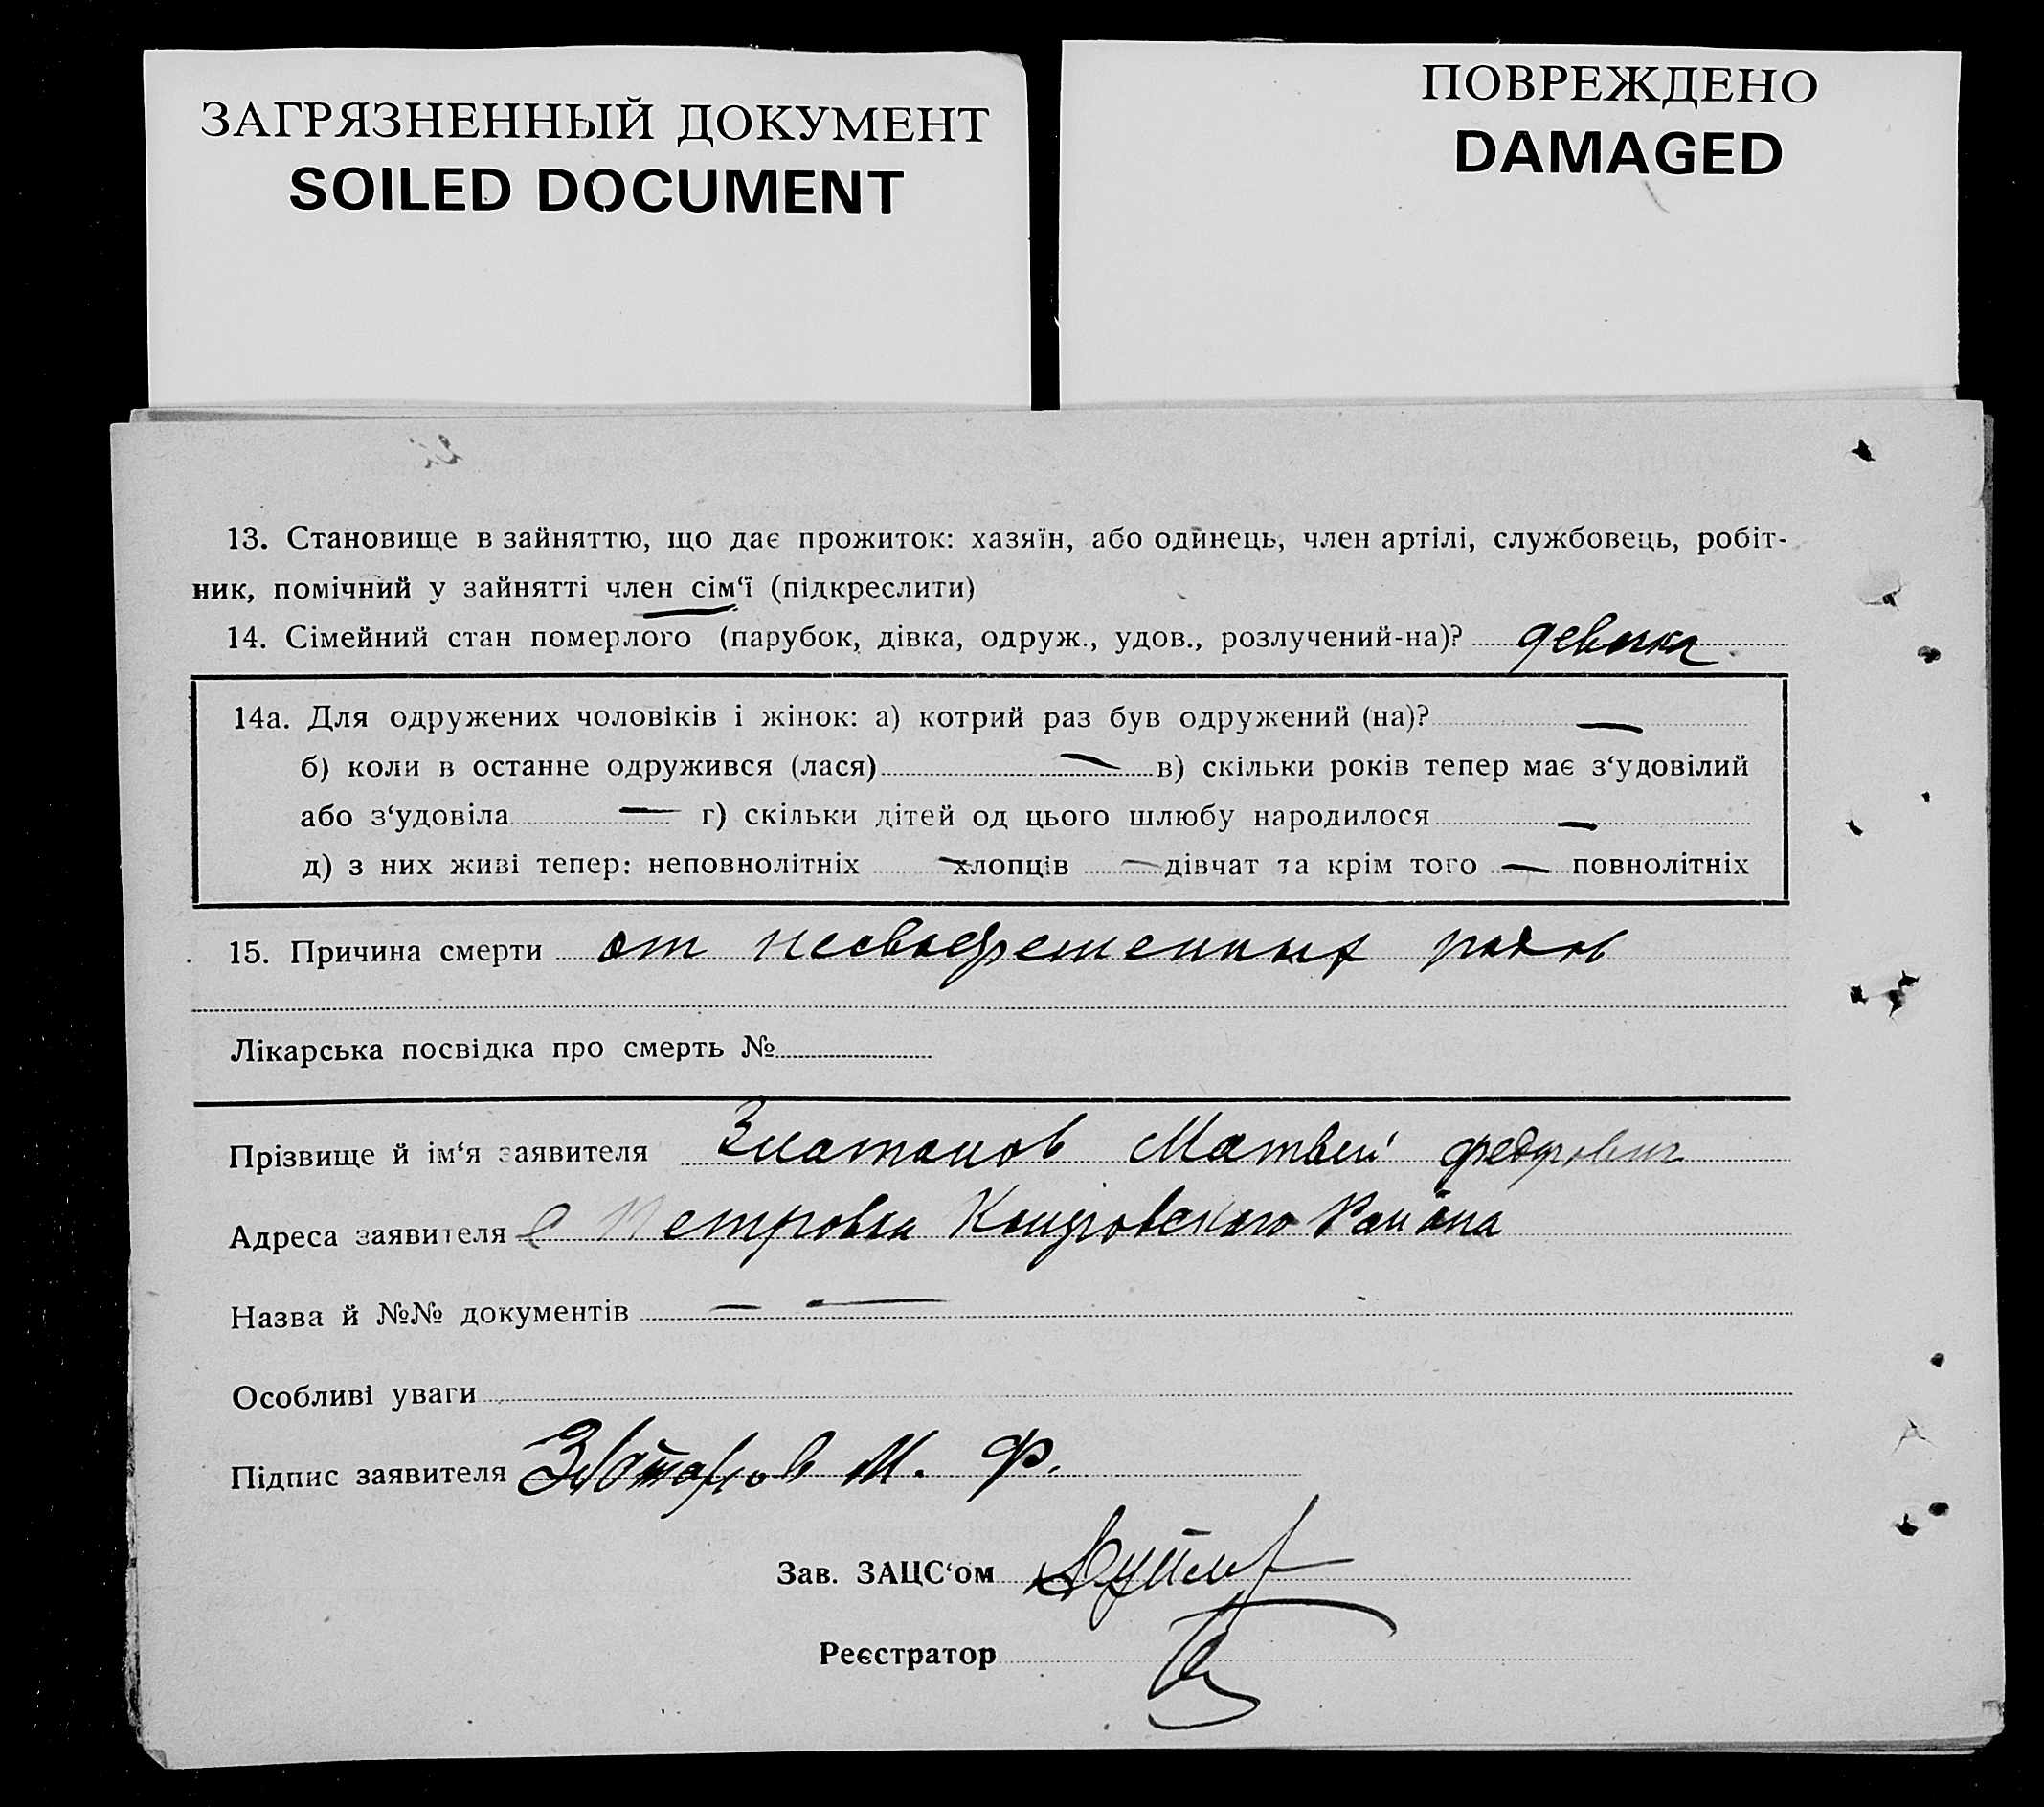 ЗАГРЯЗНЕННЫЙ ДОКУМЕНТ
SOILED DOCUMENT
ПОВРЕЖДЕНО
DAMAGED
13. Становище в зайняттю, що дає прожиток: хазяїн, або одинець, член артілі, службовець, робіт-
ник, помічний у зайнятті член сім‘ї (підкреслити)
14. Сімейний стан померлого (парубок, дівка, одруж., удов., розлучений-на)? девочка
14а. Для одружених чоловіків і жінок: а) котрий раз був одружений (на)? —
б) коли в останне одружився (лася) — в) скільки років тепер має з‘удовілий
або з‘удовіла — г) скільки дітей од цього шлюбу народилося —
д) з них живі тепер: неповнолітніх — хлопців — дівчат та крім того — повнолітніх
15. Причина смерти от несвоевременных родов
Лікарська посвідка про смерть №
Прізвище й ім‘я заявителя Златанов Матвей Федорович
Адреса заявителя с Петровка Конгровского Района
Назва й №№ документів — —
Особливі уваги
Підпис заявителя Златанов М. Ф.
Зав. ЗАЦС‘ом
Реєстратор